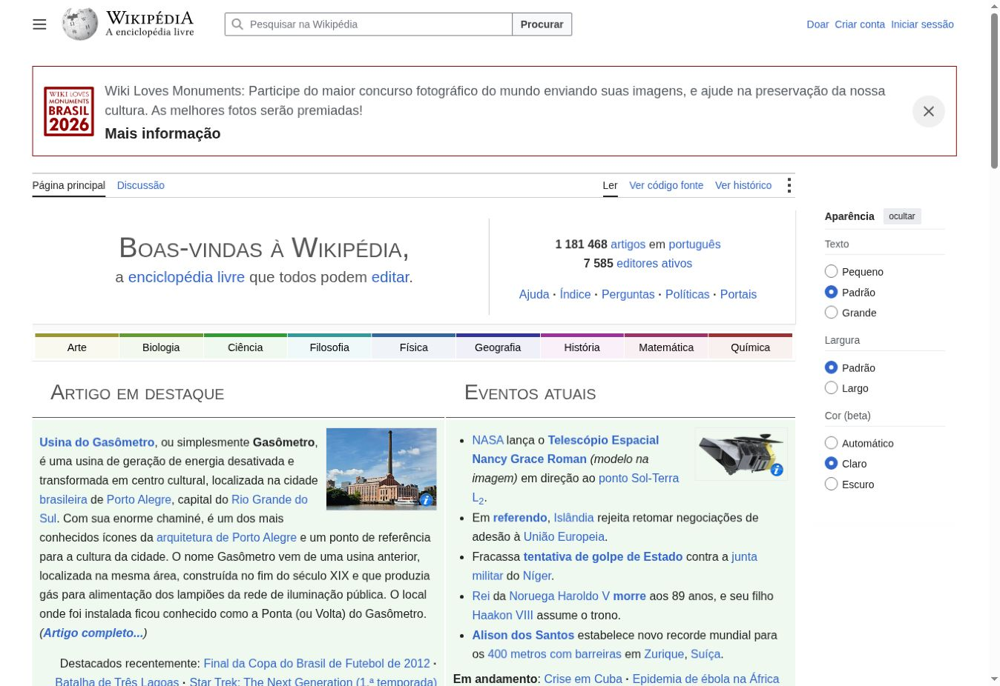 WIKIPÉDIA
A enciclopédia livre
Pesquisar na Wikipédia
Procurar
Doar Criar conta Iniciar sessão
WIKI LOVES
MONUMENTS
BRASIL
2026
Wiki Loves Monuments: Participe do maior concurso fotográfico do mundo enviando suas imagens, e ajude na preservação da nossa
cultura. As melhores fotos serão premiadas!
Mais informação
Página principal Discussão
Ler Ver código fonte Ver histórico
Boas-vindas à Wikipédia,
a enciclopédia livre que todos podem editar.
1 181 468 artigos em português
7 585 editores ativos
Ajuda · Índice · Perguntas · Políticas · Portais
Arte Biologia Ciência Filosofia Física Geografia História Matemática Química
Artigo em destaque
Usina do Gasômetro, ou simplesmente Gasômetro,
é uma usina de geração de energia desativada e
transformada em centro cultural, localizada na cidade
brasileira de Porto Alegre, capital do Rio Grande do
Sul. Com sua enorme chaminé, é um dos mais
conhecidos ícones da arquitetura de Porto Alegre e um ponto de referência
para a cultura da cidade. O nome Gasômetro vem de uma usina anterior,
localizada na mesma área, construída no fim do século XIX e que produzia
gás para alimentação dos lampiões da rede de iluminação pública. O local
onde foi instalada ficou conhecido como a Ponta (ou Volta) do Gasômetro.
(Artigo completo...)
Destacados recentemente: Final da Copa do Brasil de Futebol de 2012 ·
Batalha de Três Lagoas · Star Trek: The Next Generation (1.ª temporada)
Eventos atuais
NASA lança o Telescópio Espacial
Nancy Grace Roman (modelo na
imagem) em direção ao ponto Sol-Terra
L2.
Em referendo, Islândia rejeita retomar negociações de
adesão à União Europeia.
Fracassa tentativa de golpe de Estado contra a junta
militar do Níger.
Rei da Noruega Haroldo V morre aos 89 anos, e seu filho
Haakon VIII assume o trono.
Alison dos Santos estabelece novo recorde mundial para
os 400 metros com barreiras em Zurique, Suíça.
Em andamento: Crise em Cuba · Epidemia de ébola na África
Aparência ocultar
Texto
Pequeno
Padrão
Grande
Largura
Padrão
Largo
Cor (beta)
Automático
Claro
Escuro